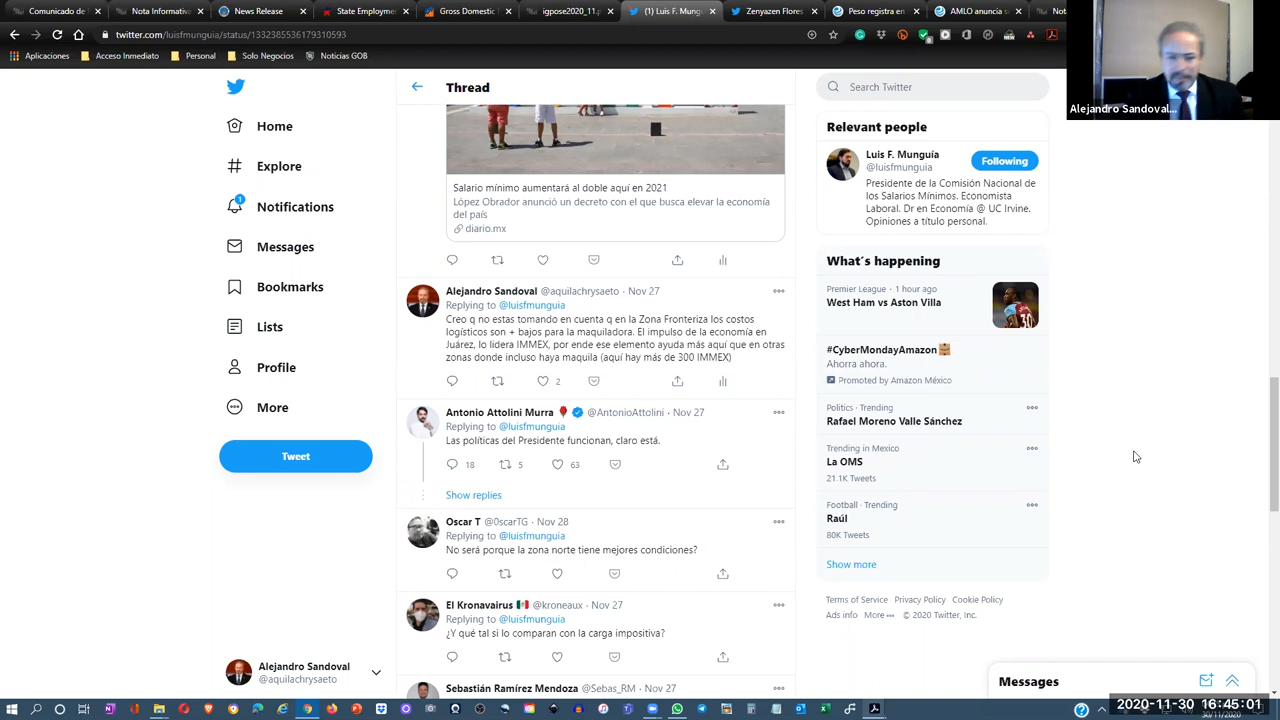 Comunicado de
Nota Informativ
News Release
State Employme
Gross Domestic
igpose2020_11.
(1) Luis F. Mung
Zenyazen Flores
Peso registra en
AMLO anuncia s
Not
twitter.com/luisfmunguia/status/1332385536179310593
Aplicaciones
Acceso Inmediato
Personal
Solo Negocios
Notificaciones GOB
Alejandro Sandoval...
Home
Explore
1
Notifications
Messages
Bookmarks
Lists
Profile
More
Tweet
Alejandro Sandoval
@aquilachrysaeto
Thread
Salario mínimo aumentará al doble aquí en 2021
López Obrador anunció un decreto con el que busca elevar la economía
del país
diario.mx
Alejandro Sandoval @aquilachrysaeto · Nov 27
Replying to @luisfmunguia
Creo q no estas tomando en cuenta q en la Zona Fronteriza los costos
logísticos son + bajos para la maquiladora. El impulso de la economía en
Juárez, lo lidera IMMEX, por ende ese elemento ayuda más aquí que en otras
zonas donde incluso haya maquila (aquí hay más de 300 IMMEX)
2
Antonio Attolini Murra @AntonioAttolini · Nov 27
Replying to @luisfmunguia
Las políticas del Presidente funcionan, claro está.
18 5 63
Show replies
Oscar T @0scarTG · Nov 28
Replying to @luisfmunguia
No será porque la zona norte tiene mejores condiciones?
El Kronavairus @kroneaux · Nov 27
Replying to @luisfmunguia
¿Y qué tal si lo comparan con la carga impositiva?
Sebastián Ramírez Mendoza @Sebas_RM · Nov 27
Search Twitter
Relevant people
Luis F. Munguía
@luisfmunguia
Following
Presidente de la Comisión Nacional de
los Salarios Mínimos. Economista
Laboral. Dr en Economía @ UC Irvine.
Opiniones a título personal.
What's happening
Premier League · 1 hour ago
West Ham vs Aston Villa
30
#CyberMondayAmazon
Ahorra ahora.
Promoted by Amazon México
Politics · Trending
Rafael Moreno Valle Sánchez
Trending in Mexico
La OMS
21.1K Tweets
Football · Trending
Raúl
80K Tweets
Show more
Terms of Service Privacy Policy Cookie Policy
Ads info More © 2020 Twitter, Inc.
Messages
2020-11-30 16:45:01
30/11/2020